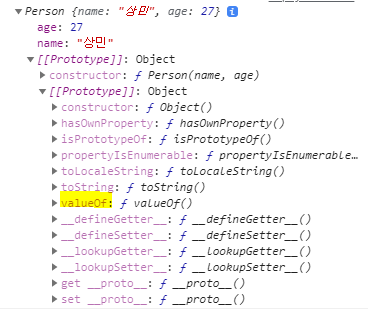 ▼ Person {name: "상민", age: 27} i
age: 27
name: "상민"
▼ [[Prototype]]: Object
▶ constructor: ƒ Person(name, age)
▼ [[Prototype]]: Object
▶ constructor: ƒ Object()
▶ hasOwnProperty: ƒ hasOwnProperty()
▶ isPrototypeOf: ƒ isPrototypeOf()
▶ propertyIsEnumerable: ƒ propertyIsEnumerable…
▶ toLocaleString: ƒ toLocaleString()
▶ toString: ƒ toString()
▶ valueOf: ƒ valueOf()
▶ __defineGetter__: ƒ __defineGetter__()
▶ __defineSetter__: ƒ __defineSetter__()
▶ __lookupGetter__: ƒ __lookupGetter__()
▶ __lookupSetter__: ƒ __lookupSetter__()
▶ get __proto__: ƒ __proto__()
▶ set __proto__: ƒ __proto__()